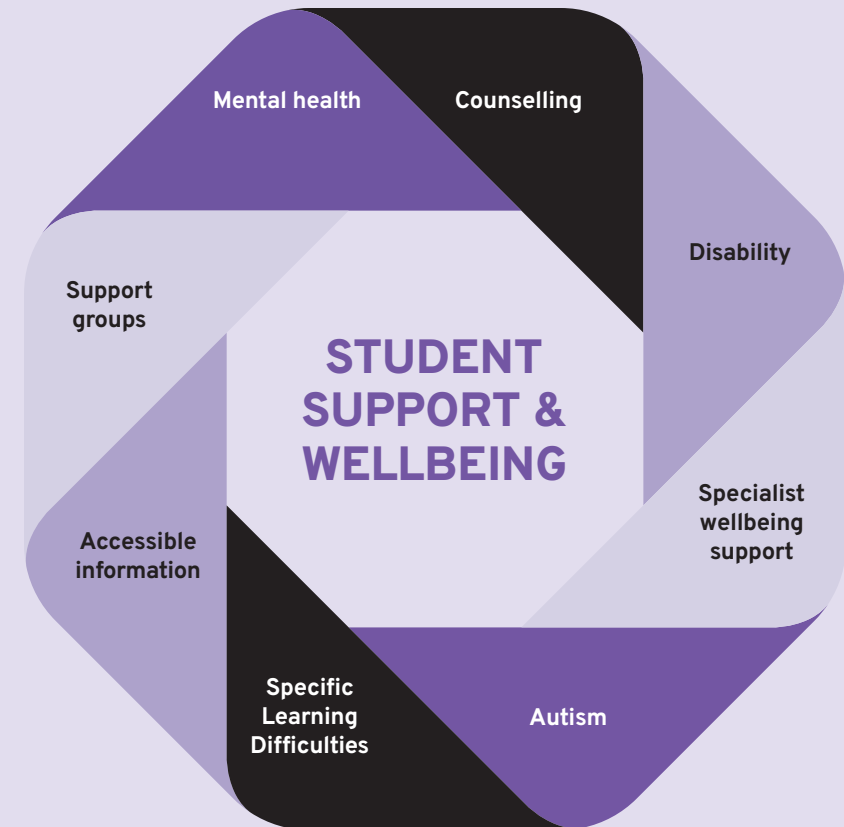 Mental health
Counselling
Disability
Support
groups
STUDENT
SUPPORT &
WELLBEING
Specialist
wellbeing
support
Accessible
information
Specific
Learning
Difficulties
Autism